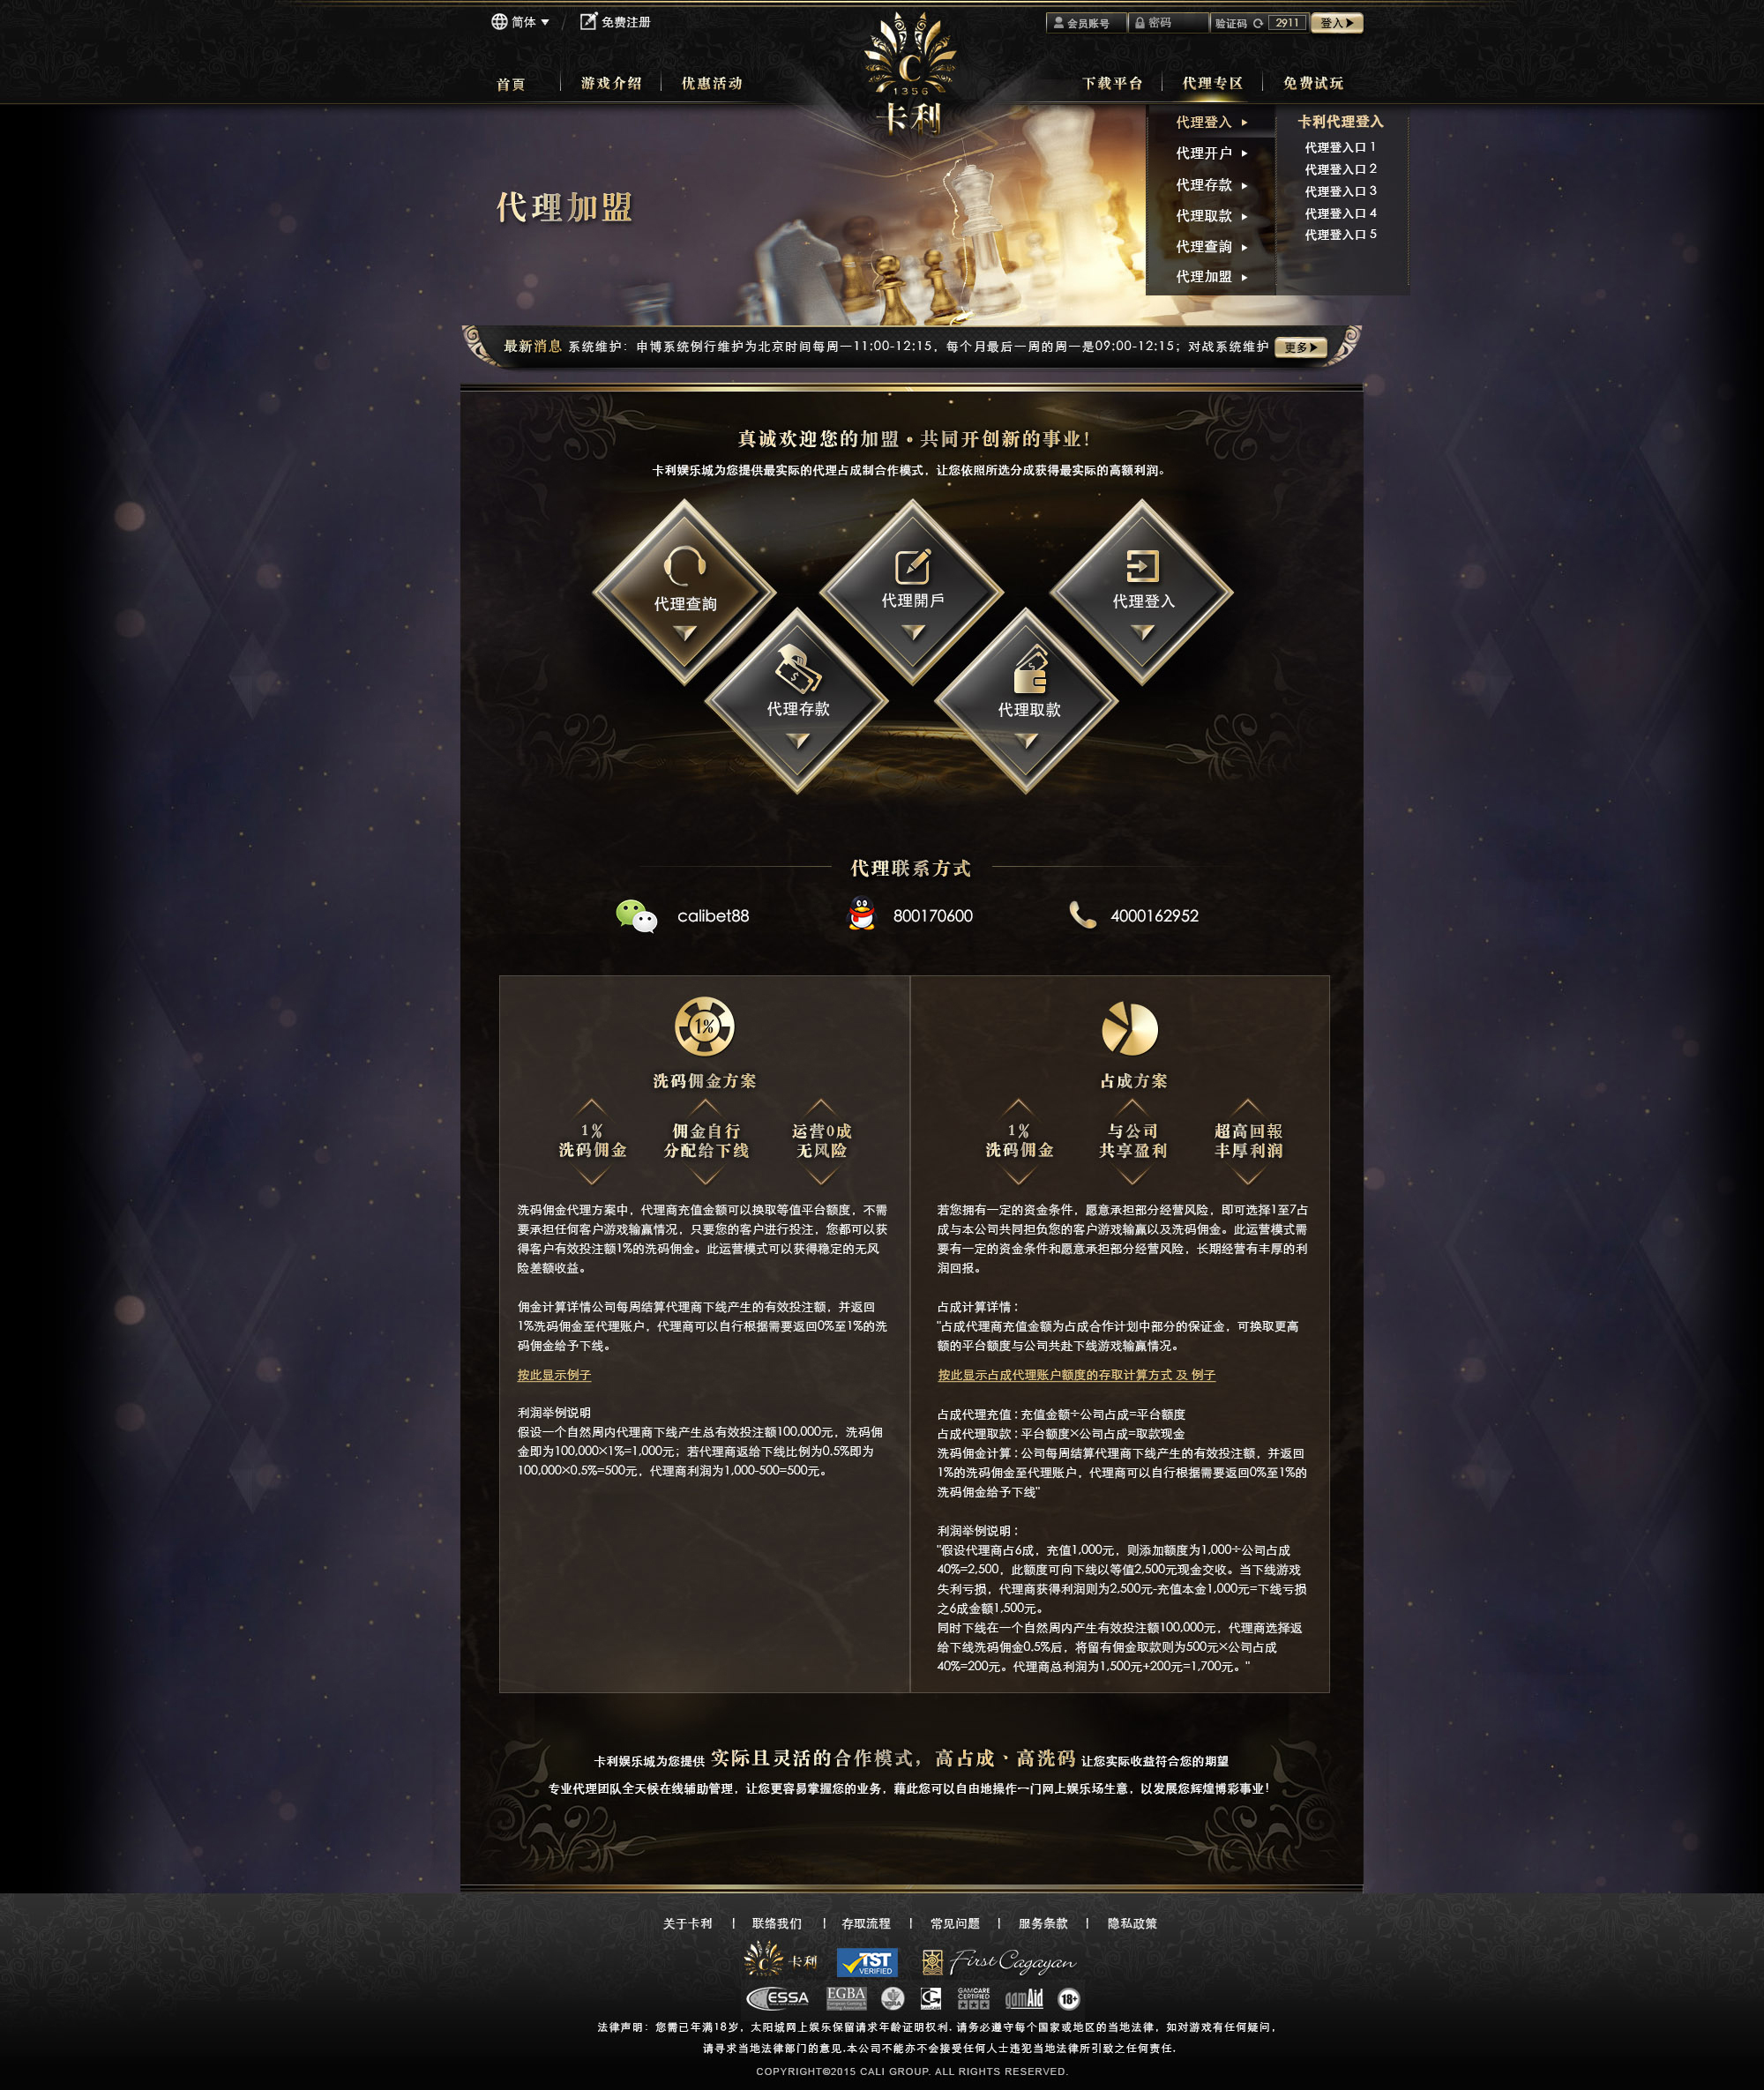 简体
免费注册
会员账号
密码
验证码
2911
登入
首頁
游戏介绍
优惠活动
C
1356
卡利
下载平台
代理专区
免费试玩
代理登入
代理开户
代理存款
代理取款
代理查詢
代理加盟
卡利代理登入
代理登入口 1
代理登入口 2
代理登入口 3
代理登入口 4
代理登入口 5
代理加盟
最新消息 系统维护：申博系统例行维护为北京时间每周一11:00-12:15，每个月最后一周的周一是09:00-12:15；对战系统维护
更多
真诚欢迎您的加盟•共同开创新的事业!
卡利娱乐城为您提供最实际的代理占成制合作模式，让您依照所选分成获得最实际的高额利润。
代理查詢
代理開戶
代理登入
代理存款
代理取款
代理联系方式
calibet88
800170600
4000162952
1%
洗码佣金方案
1%
洗码佣金
佣金自行
分配给下线
运营0成
无风险
洗码佣金代理方案中，代理商充值金额可以换取等值平台额度，不需
要承担任何客户游戏输赢情况，只要您的客户进行投注，您都可以获
得客户有效投注额1%的洗码佣金。此运营模式可以获得稳定的无风
险差额收益。
佣金计算详情公司每周结算代理商下线产生的有效投注额，并返回
1%洗码佣金至代理账户，代理商可以自行根据需要返回0%至1%的洗
码佣金给予下线。
按此显示例子
利润举例说明
假设一个自然周内代理商下线产生总有效投注额100,000元，洗码佣
金即为100,000×1%=1,000元；若代理商返给下线比例为0.5%即为
100,000×0.5%=500元，代理商利润为1,000-500=500元。
占成方案
1%
洗码佣金
与公司
共享盈利
超高回報
丰厚利润
若您拥有一定的资金条件，愿意承担部分经营风险，即可选择1至7占
成与本公司共同担负您的客户游戏输赢以及洗码佣金。此运营模式需
要有一定的资金条件和愿意承担部分经营风险，长期经营有丰厚的利
润回报。
占成计算详情：
"占成代理商充值金额为占成合作计划中部分的保证金，可换取更高
额的平台额度与公司共赴下线游戏输赢情况。
按此显示占成代理账户额度的存取计算方式 及 例子
占成代理充值：充值金额÷公司占成=平台额度
占成代理取款：平台额度×公司占成=取款现金
洗码佣金计算：公司每周结算代理商下线产生的有效投注额，并返回
1%的洗码佣金至代理账户，代理商可以自行根据需要返回0%至1%的
洗码佣金给予下线"
利润举例说明：
"假设代理商占6成，充值1,000元，则添加额度为1,000÷公司占成
40%=2,500，此额度可向下线以等值2,500元现金交收。当下线游戏
失利亏损，代理商获得利润则为2,500元-充值本金1,000元=下线亏损
之6成金额1,500元。
同时下线在一个自然周内产生有效投注额100,000元，代理商选择返
给下线洗码佣金0.5%后，将留有佣金取款则为500元×公司占成
40%=200元。代理商总利润为1,500元+200元=1,700元。"
卡利娱乐城为您提供 实际且灵活的合作模式，高占成、高洗码 让您实际收益符合您的期望
专业代理团队全天候在线辅助管理，让您更容易掌握您的业务，藉此您可以自由地操作一门网上娱乐场生意，以发展您辉煌博彩事业!
关于卡利
联络我们
存取流程
常见问题
服务条款
隐私政策
C
卡利
TST
VERIFIED
First Cagayan
ESSA
EGBA
G
GAMCARE
CERTIFIED
gamAid
18+
法律声明：您需已年满18岁，太阳城网上娱乐保留请求年龄证明权利.请务必遵守每个国家或地区的当地法律，如对游戏有任何疑问，
请寻求当地法律部门的意见.本公司不能亦不会接受任何人士违犯当地法律所引致之任何责任.
COPYRIGHT©2015 CALI GROUP. ALL RIGHTS RESERVED.